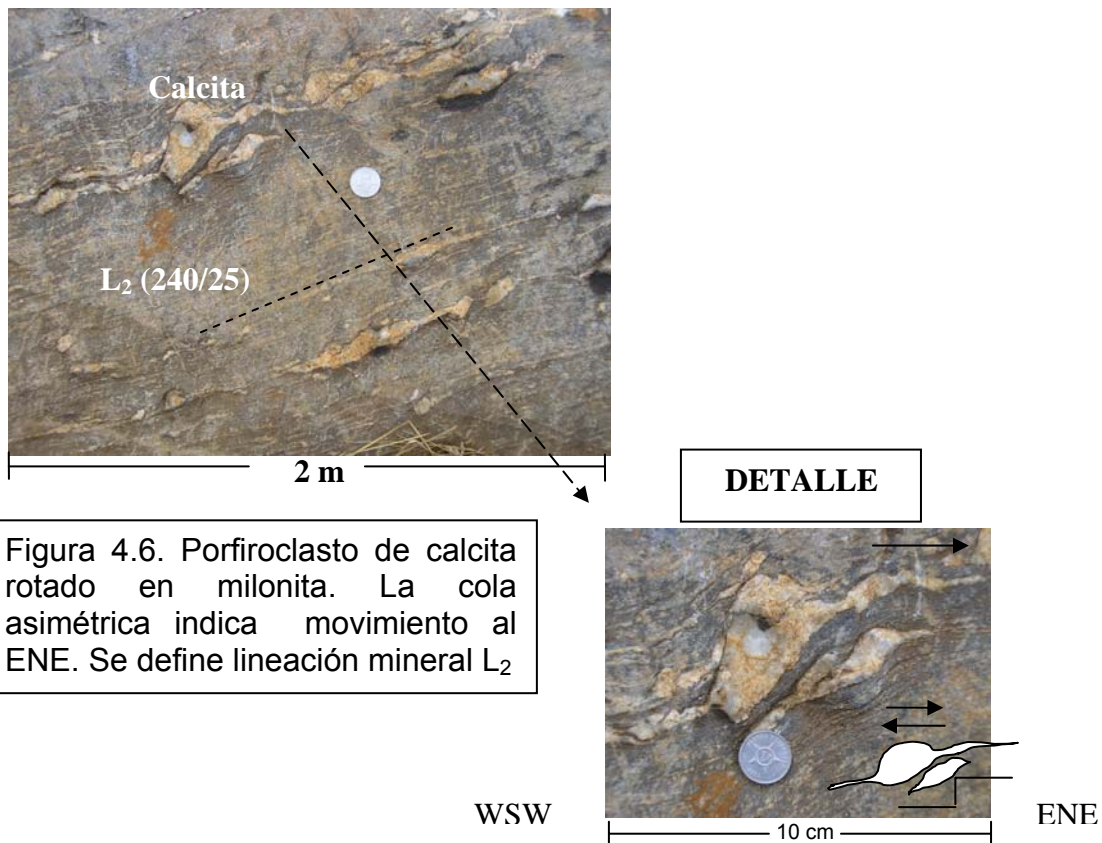 Calcita
L₂ (240/25)
2 m
DETALLE
Figura 4.6. Porfiroclasto de calcita
rotado en milonita. La cola
asimétrica indica movimiento al
ENE. Se define lineación mineral L₂
WSW
ENE
10 cm